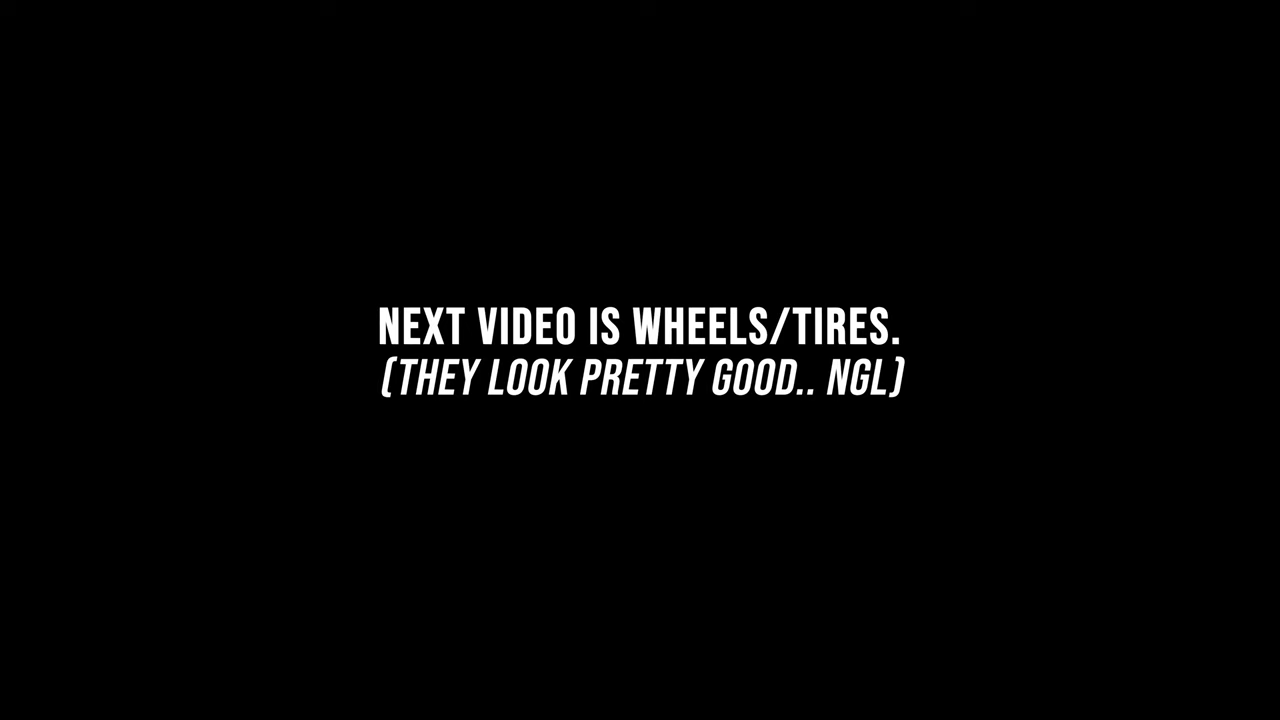 NEXT VIDEO IS WHEELS/TIRES.
(THEY LOOK PRETTY GOOD.. NGL)